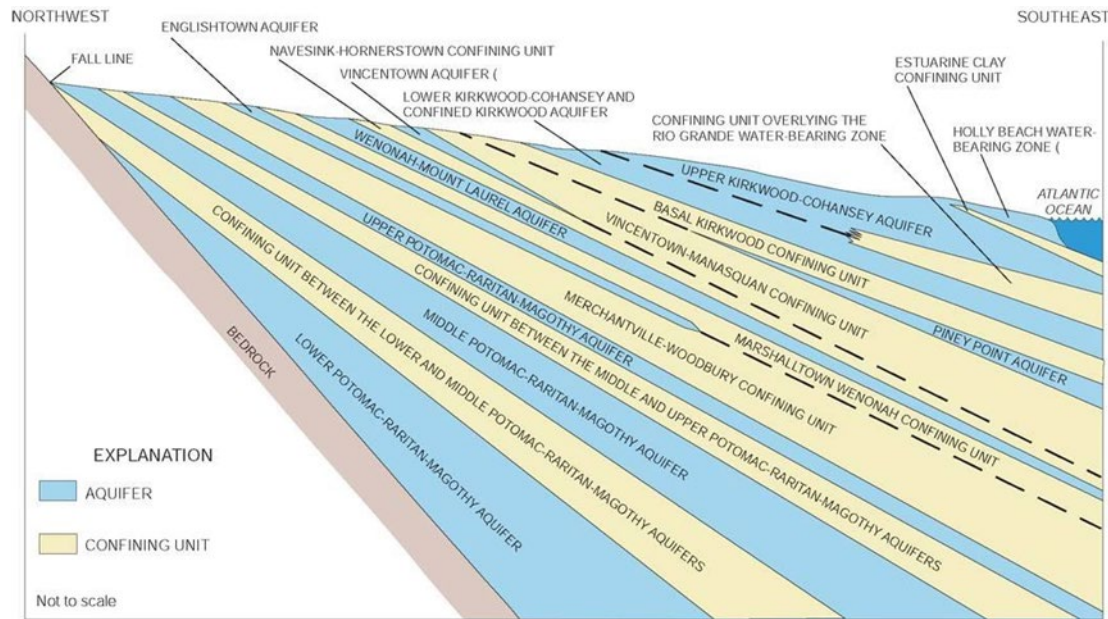 NORTHWEST
SOUTHEAST
ENGLISHTOWN AQUIFER
NAVESINK-HORNERSTOWN CONFINING UNIT
FALL LINE
VINCENTOWN AQUIFER (
LOWER KIRKWOOD-COHANSEY AND
CONFINED KIRKWOOD AQUIFER
ESTUARINE CLAY
CONFINING UNIT
CONFINING UNIT OVERLYING THE
RIO GRANDE WATER-BEARING ZONE
HOLLY BEACH WATER-
BEARING ZONE (
ATLANTIC
OCEAN
WENONAH-MOUNT LAUREL AQUIFER
UPPER KIRKWOOD-COHANSEY AQUIFER
BASAL KIRKWOOD CONFINING UNIT
VINCENTOWN-MANASQUAN CONFINING UNIT
PINEY POINT AQUIFER
CONFINING UNIT BETWEEN THE LOWER AND MIDDLE POTOMAC-RARITAN-MAGOTHY AQUIFERS
UPPER POTOMAC-RARITAN-MAGOTHY AQUIFER
CONFINING UNIT BETWEEN THE MIDDLE AND UPPER POTOMAC-RARITAN-MAGOTHY AQUIFERS
MERCHANTVILLE-WOODBURY CONFINING UNIT
MARSHALLTOWN WENONAH CONFINING UNIT
MIDDLE POTOMAC-RARITAN-MAGOTHY AQUIFER
BEDROCK
LOWER POTOMAC-RARITAN-MAGOTHY AQUIFER
EXPLANATION
AQUIFER
CONFINING UNIT
Not to scale